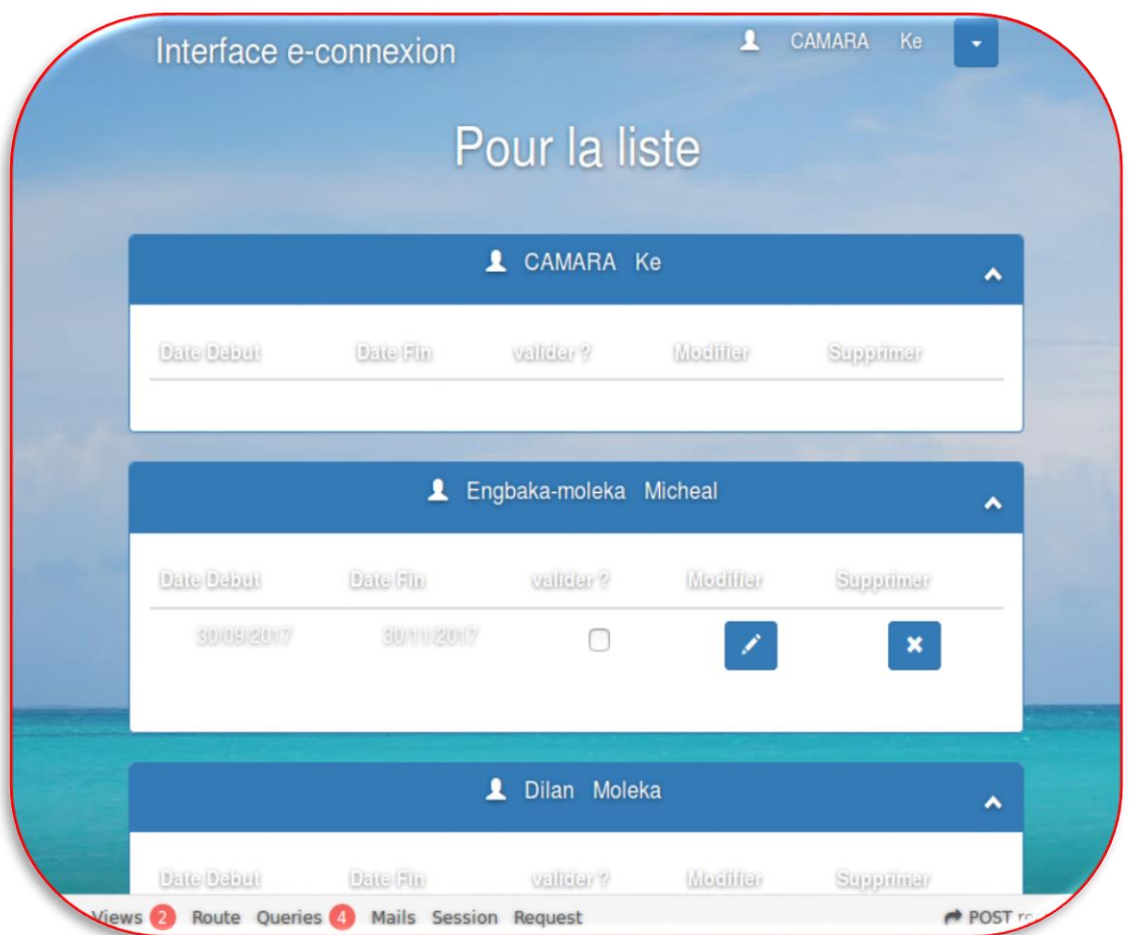 Interface e-connexion CAMARA Ke
Pour la liste
CAMARA Ke
Date Debut Date Fin valider ? Modifier Supprimer
Engbaka-moleka Micheal
Date Debut Date Fin valider ? Modifier Supprimer
30/09/2017 30/11/2017
Dilan Moleka
Date Debut Date Fin valider ? Modifier Supprimer
Views 2 Route Queries 4 Mails Session Request POST